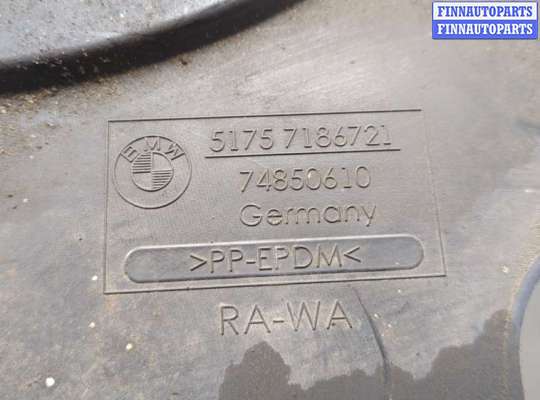 FINNAUTOPARTS
FINNAUTOPARTS
BMW
5175 7186721
74850610
Germany
>PP-EPDM<
RA-WA